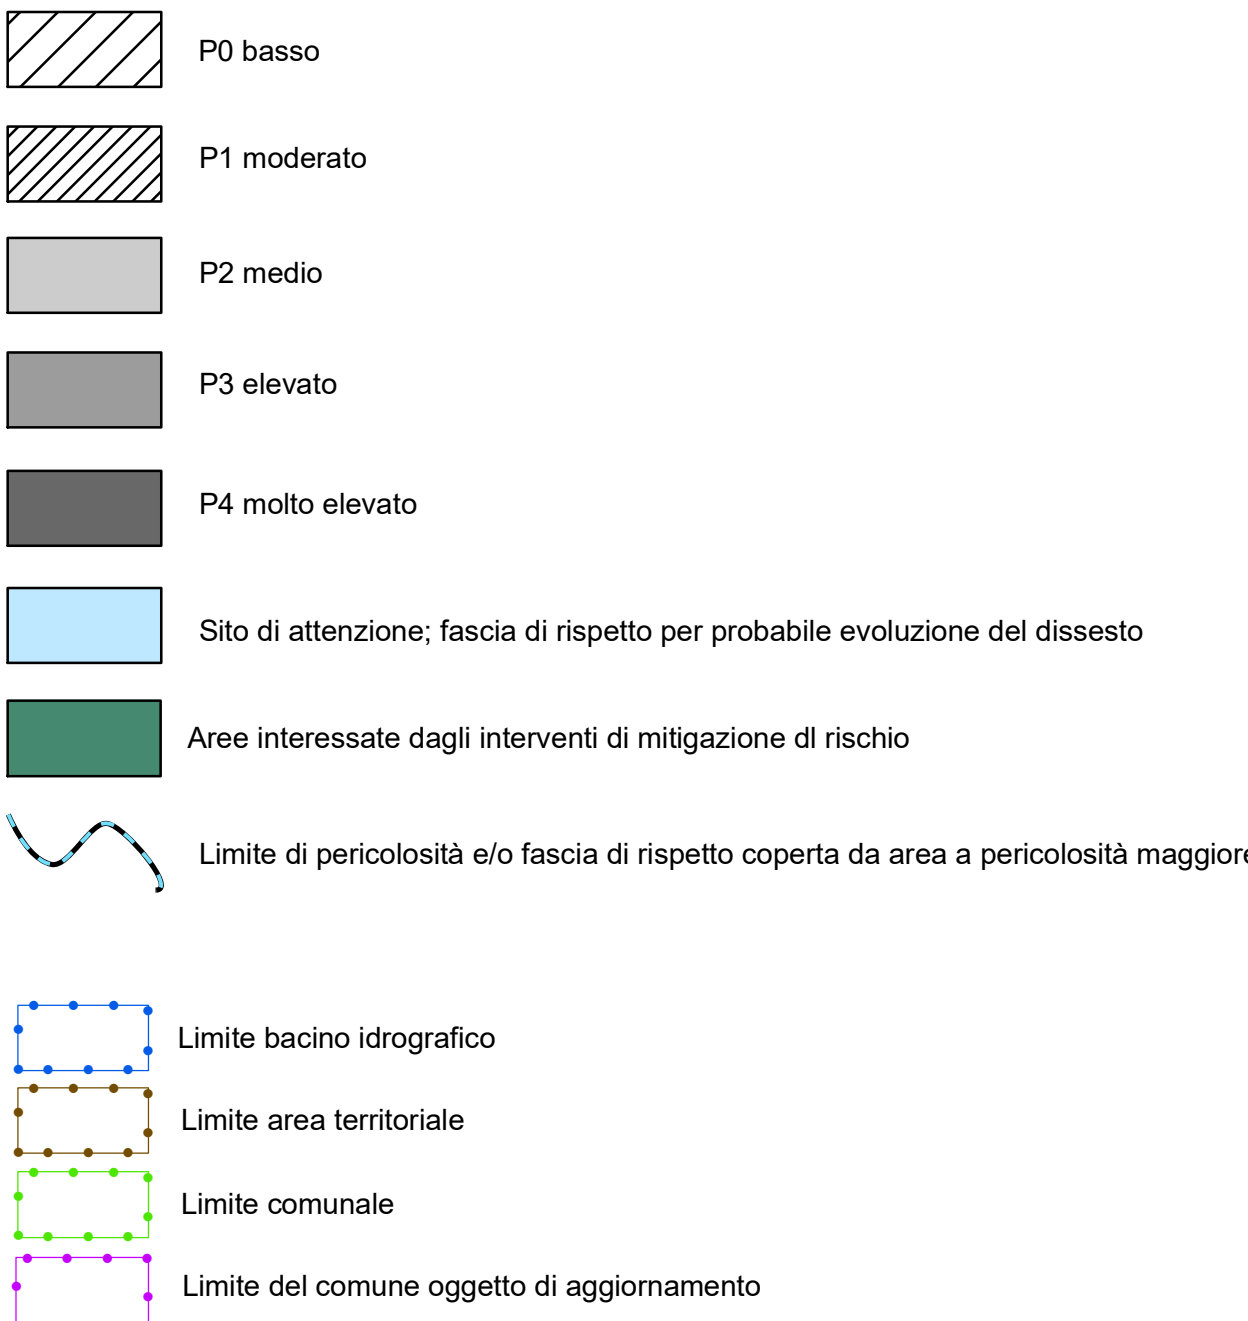 P0 basso
P1 moderato
P2 medio
P3 elevato
P4 molto elevato
Sito di attenzione; fascia di rispetto per probabile evoluzione del dissesto
Aree interessate dagli interventi di mitigazione dl rischio
Limite di pericolosità e/o fascia di rispetto coperta da area a pericolosità maggiore
Limite bacino idrografico
Limite area territoriale
Limite comunale
Limite del comune oggetto di aggiornamento